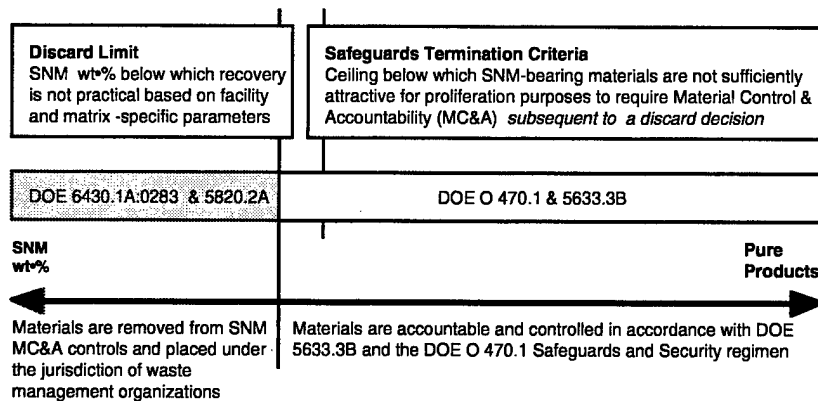 Discard Limit
SNM wt•% below which recovery
is not practical based on facility
and matrix -specific parameters
Safeguards Termination Criteria
Ceiling below which SNM-bearing materials are not sufficiently
attractive for proliferation purposes to require Material Control &
Accountability (MC&A) subsequent to a discard decision
DOE 6430.1A:0283 & 5820.2A
DOE O 470.1 & 5633.3B
SNM
wt•%
Pure
Products
Materials are removed from SNM
MC&A controls and placed under
the jurisdiction of waste
management organizations
Materials are accountable and controlled in accordance with DOE
5633.3B and the DOE O 470.1 Safeguards and Security regimen